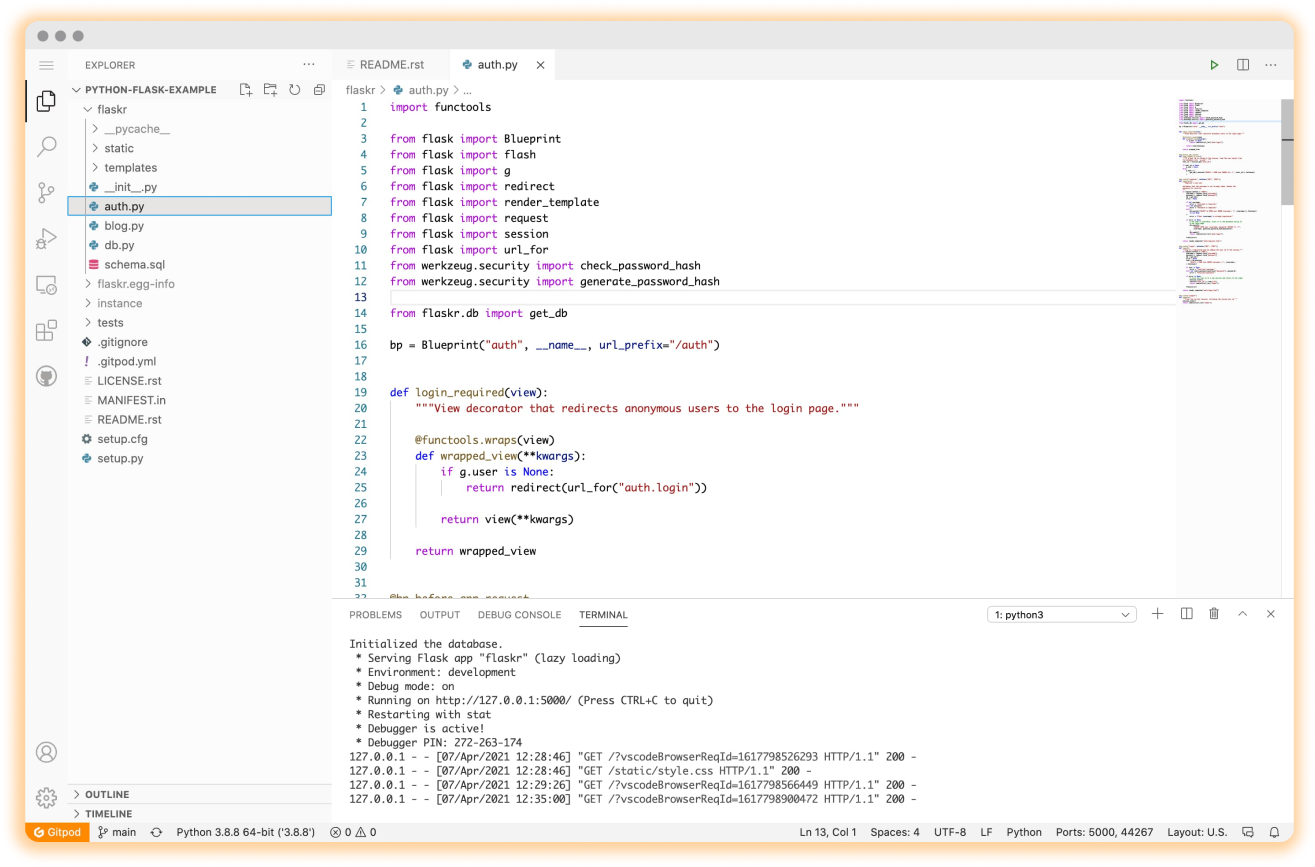 EXPLORER
PYTHON-FLASK-EXAMPLE
flaskr
__pycache__
static
templates
__init__.py
auth.py
blog.py
db.py
schema.sql
flaskr.egg-info
instance
tests
.gitignore
.gitpod.yml
LICENSE.rst
MANIFEST.in
README.rst
setup.cfg
setup.py
OUTLINE
TIMELINE
README.rst auth.py
flaskr > auth.py > ...
1 import functools
2
3 from flask import Blueprint
4 from flask import flash
5 from flask import g
6 from flask import redirect
7 from flask import render_template
8 from flask import request
9 from flask import session
10 from flask import url_for
11 from werkzeug.security import check_password_hash
12 from werkzeug.security import generate_password_hash
13
14 from flaskr.db import get_db
15
16 bp = Blueprint("auth", __name__, url_prefix="/auth")
17
18
19 def login_required(view):
20 """View decorator that redirects anonymous users to the login page."""
21
22 @functools.wraps(view)
23 def wrapped_view(**kwargs):
24 if g.user is None:
25 return redirect(url_for("auth.login"))
26
27 return view(**kwargs)
28
29 return wrapped_view
30
31
32 @bp.before_app_request
PROBLEMS OUTPUT DEBUG CONSOLE TERMINAL 1: python3
Initialized the database.
* Serving Flask app "flaskr" (lazy loading)
* Environment: development
* Debug mode: on
* Running on http://127.0.0.1:5000/ (Press CTRL+C to quit)
* Restarting with stat
* Debugger is active!
* Debugger PIN: 272-263-174
127.0.0.1 - - [07/Apr/2021 12:28:46] "GET /?vscodeBrowserReqId=1617798526293 HTTP/1.1" 200 -
127.0.0.1 - - [07/Apr/2021 12:28:46] "GET /static/style.css HTTP/1.1" 200 -
127.0.0.1 - - [07/Apr/2021 12:29:26] "GET /?vscodeBrowserReqId=1617798566449 HTTP/1.1" 200 -
127.0.0.1 - - [07/Apr/2021 12:35:00] "GET /?vscodeBrowserReqId=1617798900472 HTTP/1.1" 200 -
Gitpod main Python 3.8.8 64-bit ('3.8.8') 0 0 Ln 13, Col 1 Spaces: 4 UTF-8 LF Python Ports: 5000, 44267 Layout: U.S.